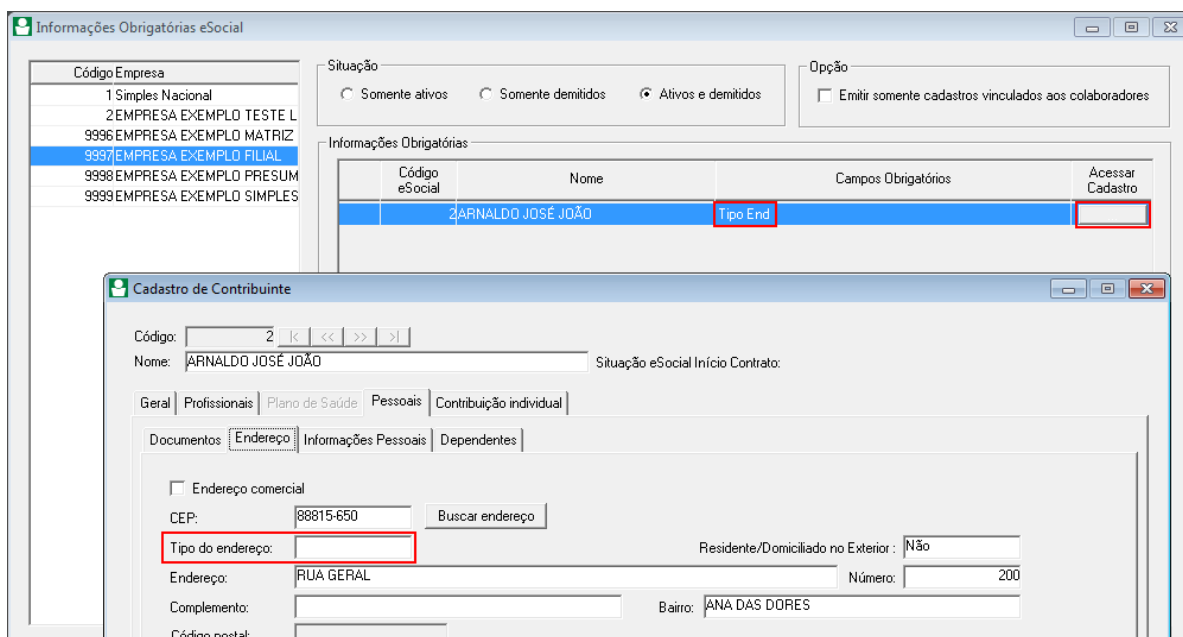 Informações Obrigatórias eSocial
Código Empresa
1 Simples Nacional
2 EMPRESA EXEMPLO TESTE L
9996 EMPRESA EXEMPLO MATRIZ
9997 EMPRESA EXEMPLO FILIAL
9998 EMPRESA EXEMPLO PRESUM
9999 EMPRESA EXEMPLO SIMPLES
Situação
Somente ativos Somente demitidos Ativos e demitidos
Opção
Emitir somente cadastros vinculados aos colaboradores
Informações Obrigatórias
Código eSocial Nome Campos Obrigatórios Acessar Cadastro
2 ARNALDO JOSÉ JOÃO Tipo End
Cadastro de Contribuinte
Código: 2 |< << >> >|
Nome: ARNALDO JOSÉ JOÃO Situação eSocial Início Contrato:
Geral Profissionais Plano de Saúde Pessoais Contribuição individual
Documentos Endereço Informações Pessoais Dependentes
Endereço comercial
CEP: 88815-650 Buscar endereço
Tipo do endereço: Residente/Domiciliado no Exterior : Não
Endereço: RUA GERAL Número: 200
Complemento: Bairro: ANA DAS DORES
Código postal: